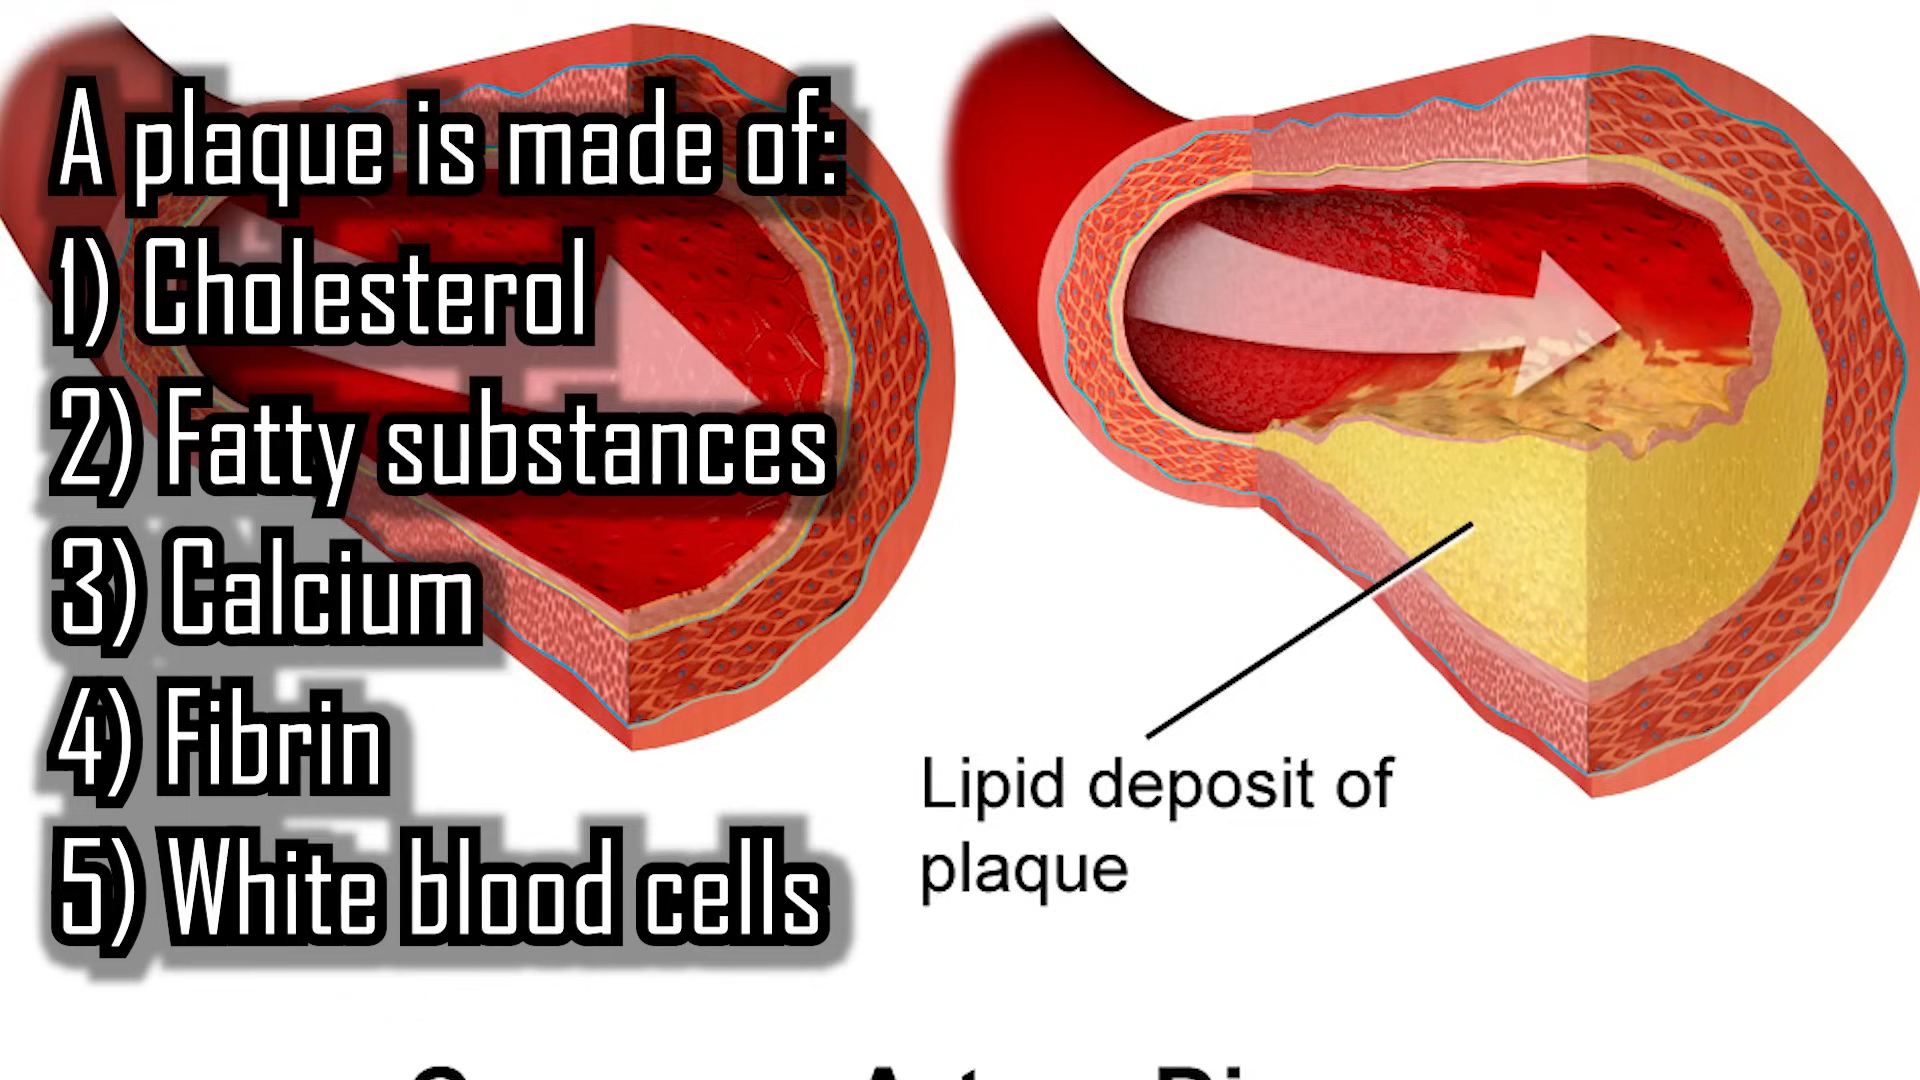 A plaque is made of:
1) Cholesterol
2) Fatty substances
3) Calcium
4) Fibrin
5) White blood cells
Lipid deposit of
plaque